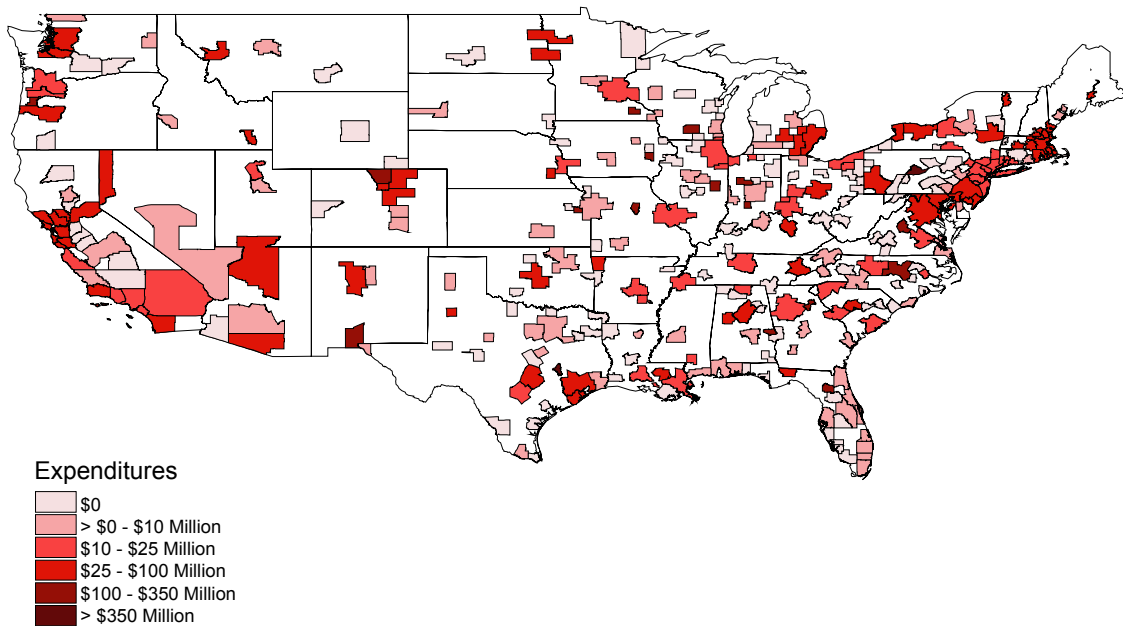 Expenditures
$0
> $0 - $10 Million
$10 - $25 Million
$25 - $100 Million
$100 - $350 Million
> $350 Million